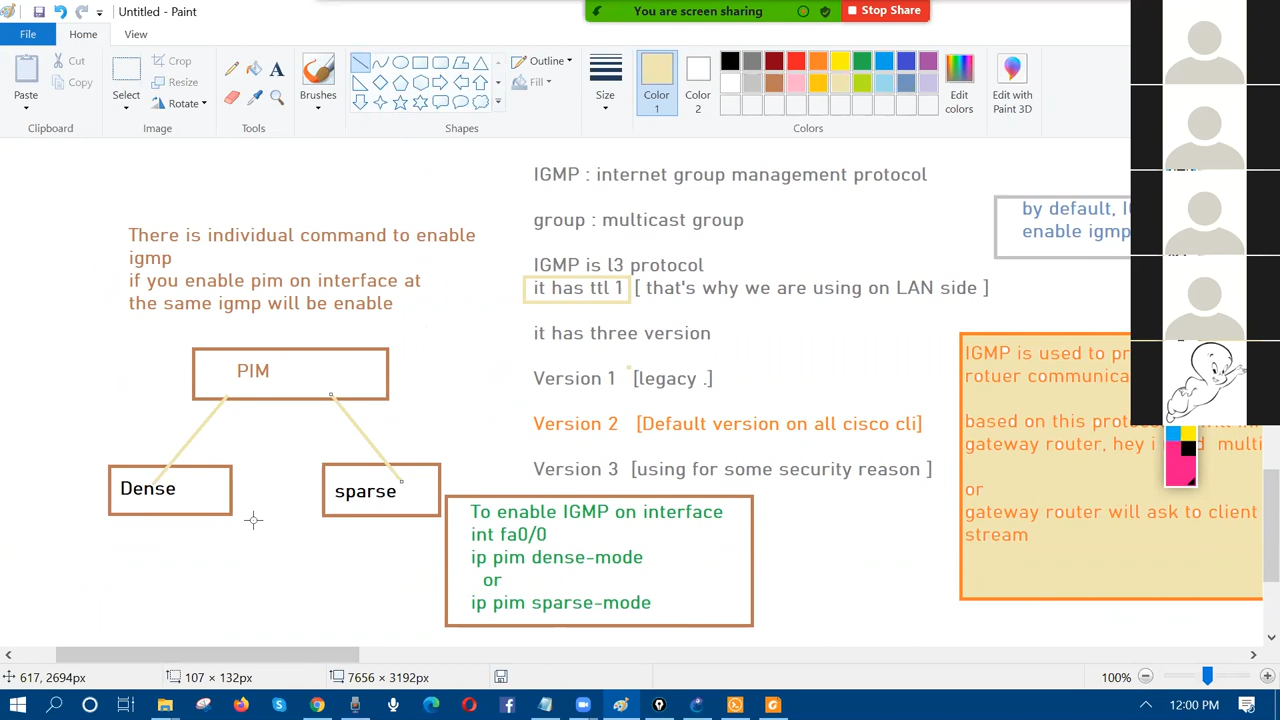 Untitled - Paint
You are screen sharing
Stop Share
File
Home
View
Paste
Cut
Copy
Clipboard
Select
Crop
Resize
Rotate
Image
A
Tools
Brushes
Outline
Fill
Shapes
Size
Color
1
Color
2
Edit
colors
Edit with
Paint 3D
Colors
There is individual command to enable
igmp
if you enable pim on interface at
the same igmp will be enable
PIM
Dense
sparse
IGMP : internet group management protocol
group : multicast group
IGMP is l3 protocol
it has ttl 1 [ that's why we are using on LAN side ]
it has three version
Version 1 [legacy .]
Version 2 [Default version on all cisco cli]
Version 3 [using for some security reason ]
To enable IGMP on interface
int fa0/0
ip pim dense-mode
or
ip pim sparse-mode
by default,
enable igmp
IGMP is used to
rotuer
based on this
gateway router, hey i
or
gateway router will ask to client
stream
617, 2694px
107 × 132px
7656 × 3192px
100%
12:00 PM